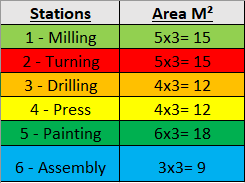 Stations Area M²
1 - Milling 5x3= 15
2 - Turning 5x3= 15
3 - Drilling 4x3= 12
4 - Press 4x3= 12
5 - Painting 6x3= 18
6 - Assembly 3x3= 9